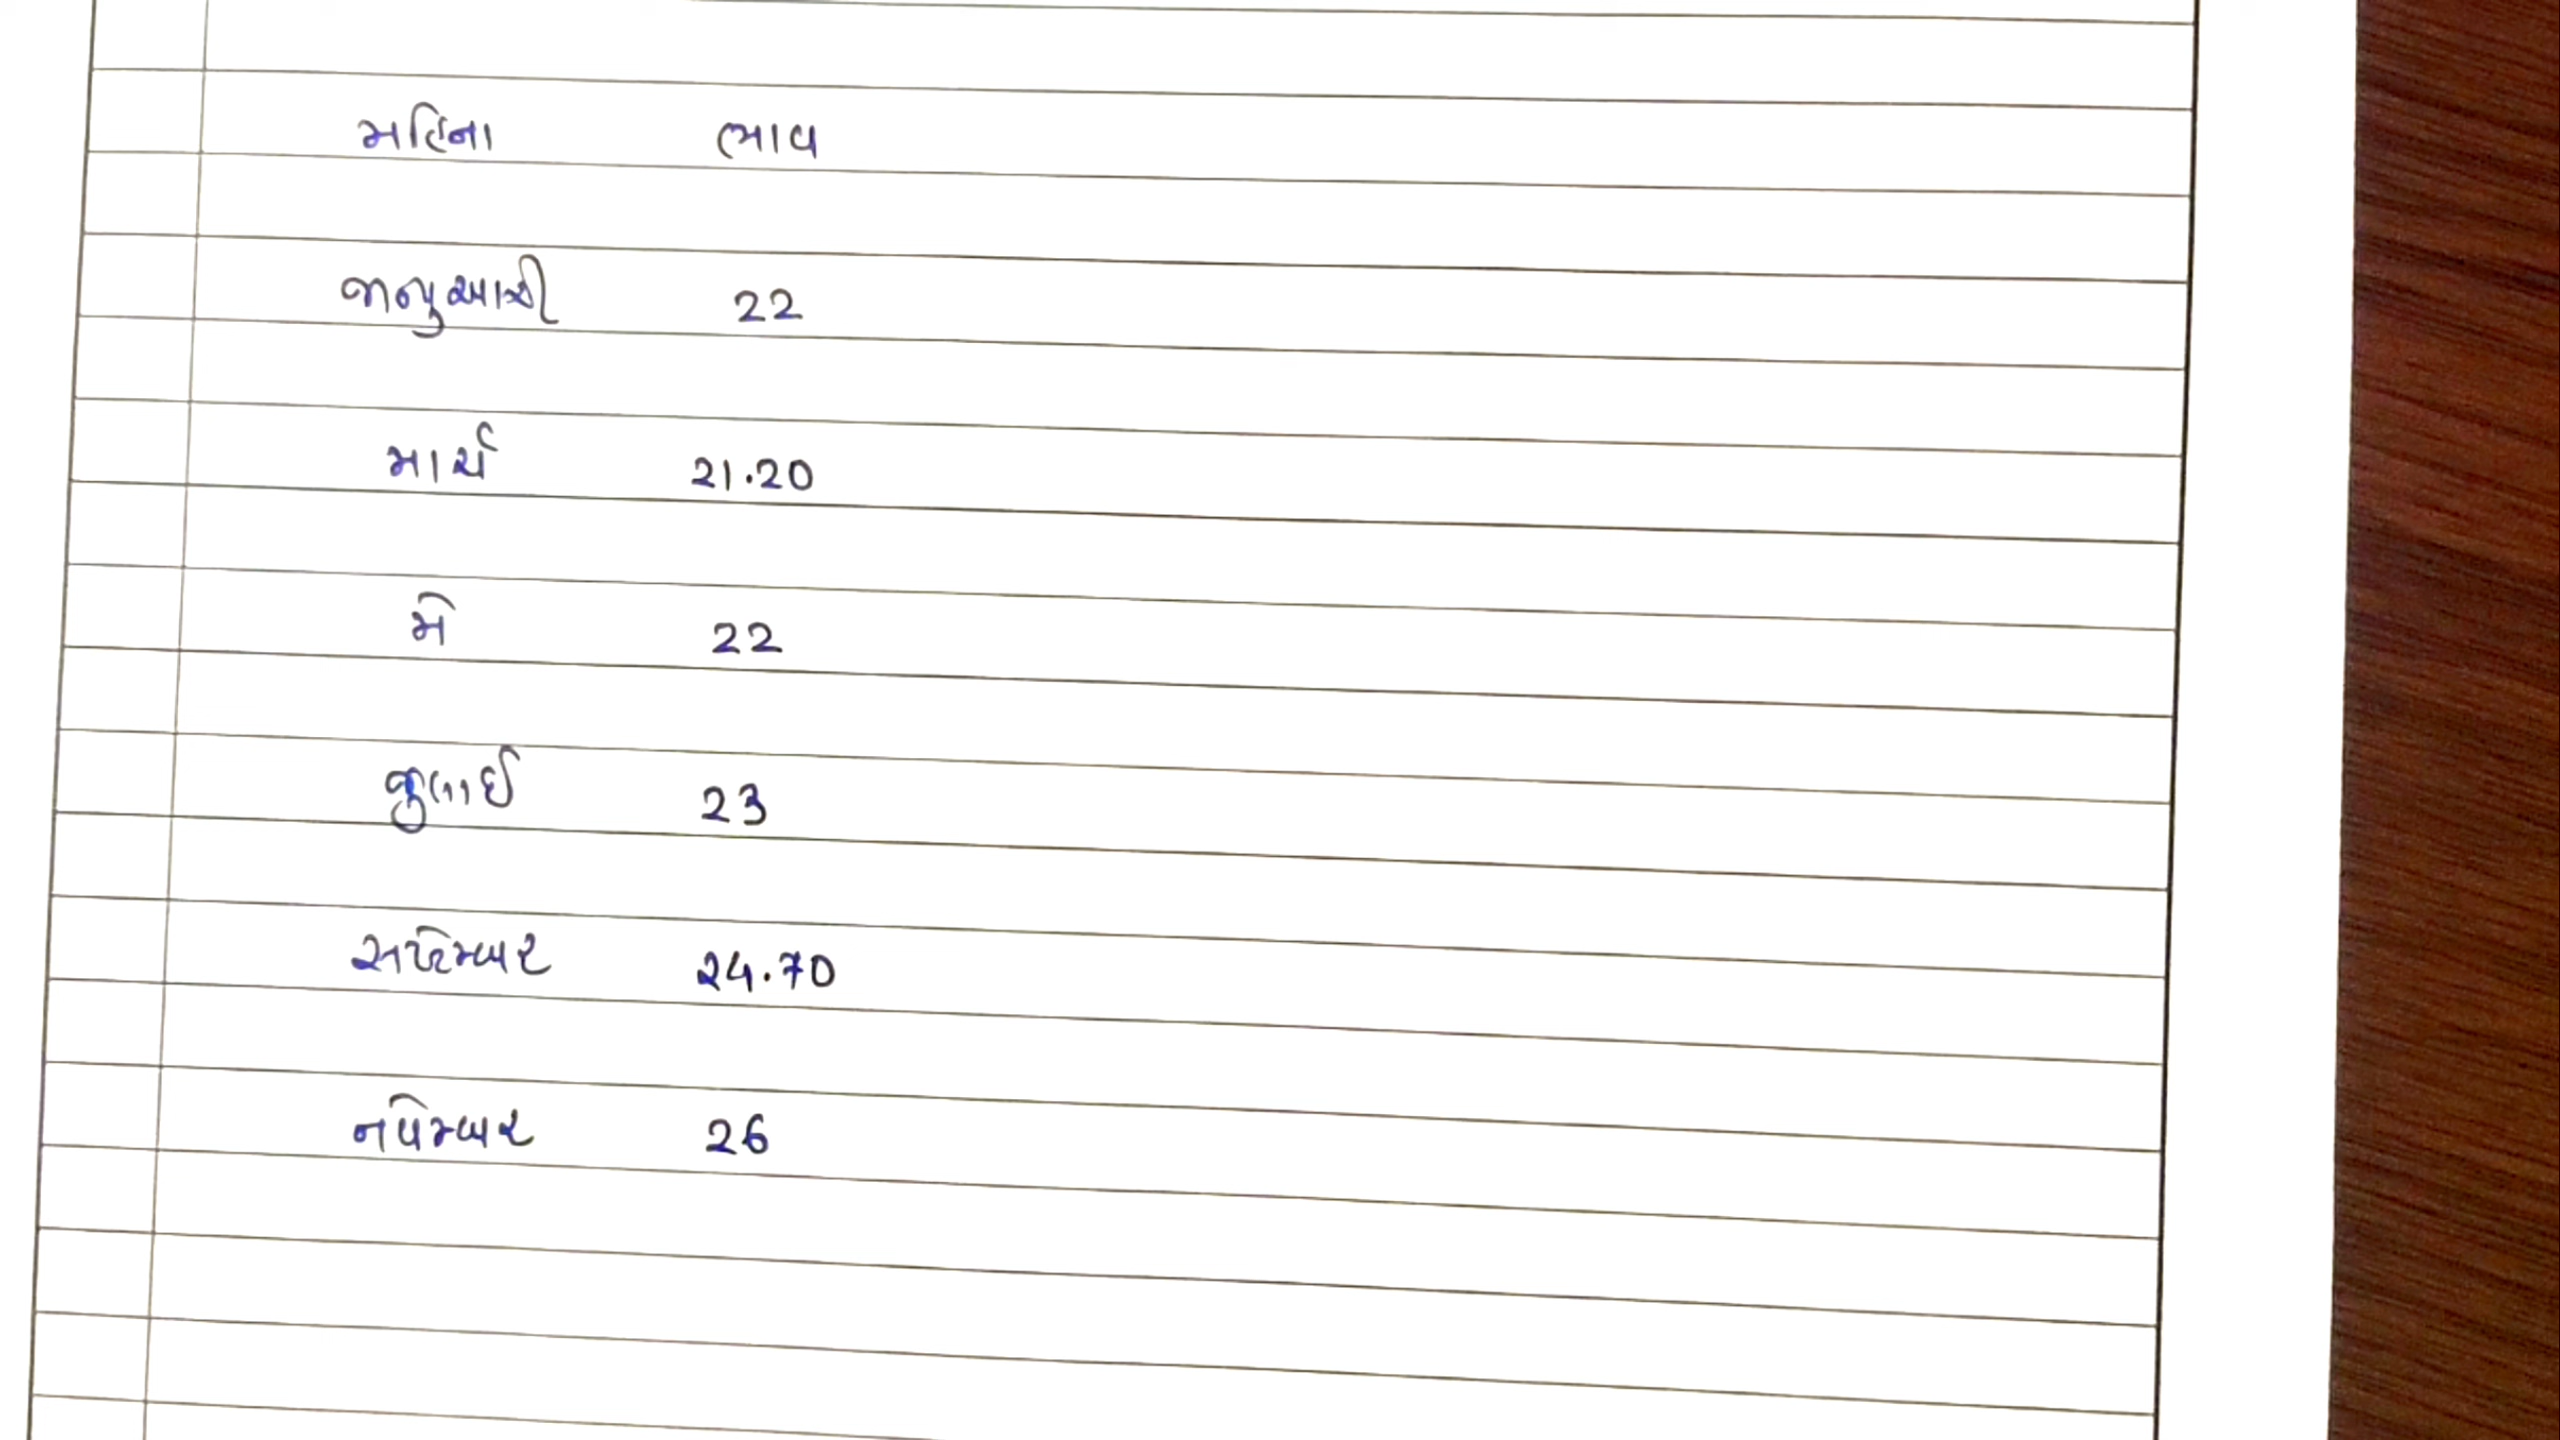 મહિના ભાવ
જાન્યુઆરી 22
માર્ચ 21.20
મે 22
જુલાઈ 23
સપ્ટેમ્બર 24.70
નવેમ્બર 26